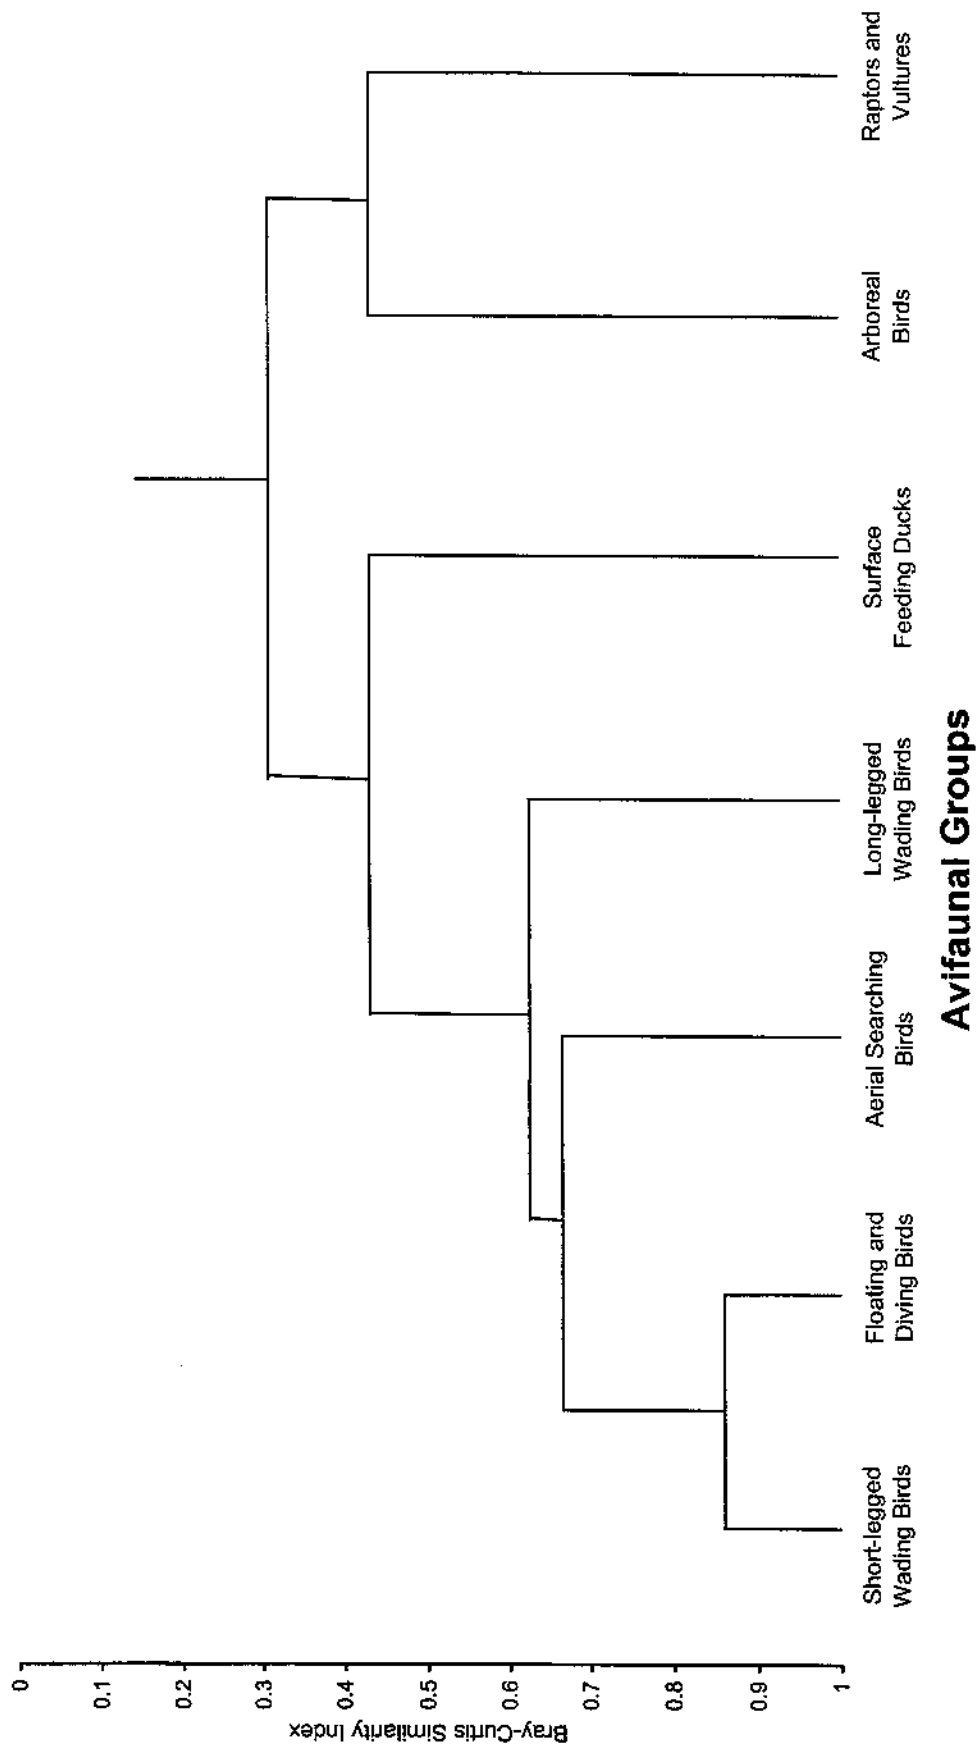 Bray-Curtis Similarity Index
0
0.1
0.2
0.3
0.4
0.5
0.6
0.7
0.8
0.9
1
Short-legged
Wading Birds
Floating and
Diving Birds
Aerial Searching
Birds
Long-legged
Wading Birds
Surface
Feeding Ducks
Arboreal
Birds
Raptors and
Vultures
Avifaunal Groups